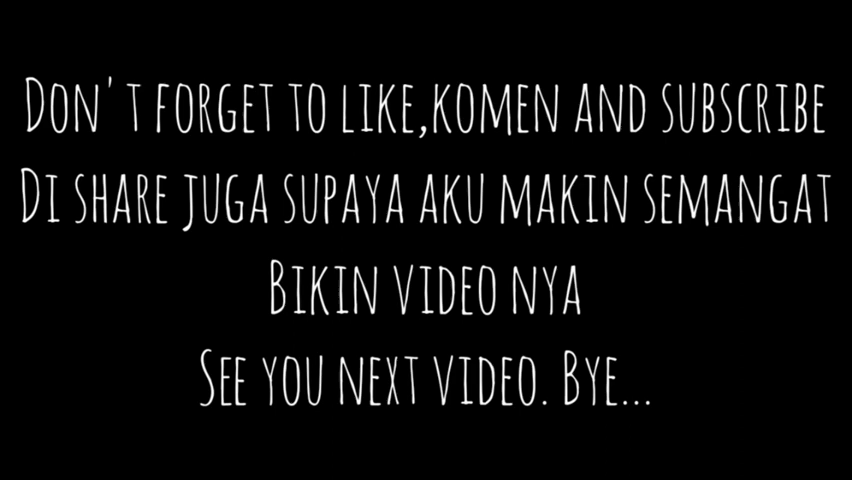 Don't forget to like,komen and subscribe
Di share juga supaya aku makin semangat
Bikin video nya
See you next video. Bye...